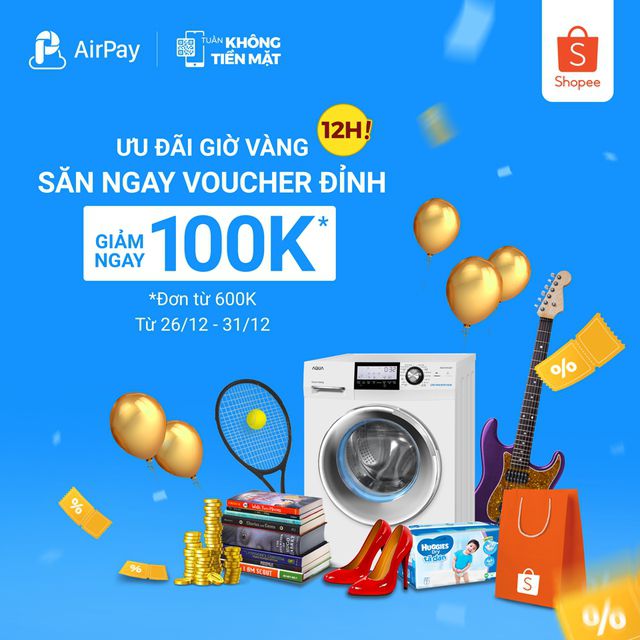 AirPay
TUẦN KHÔNG
TIỀN MẶT
S
Shopee
12H!
ƯU ĐÃI GIỜ VÀNG
SĂN NGAY VOUCHER ĐỈNH
GIẢM
NGAY
100K*
*Đơn từ 600K
Từ 26/12 - 31/12
AQUA
%
%
%
HUGGIES
S
%